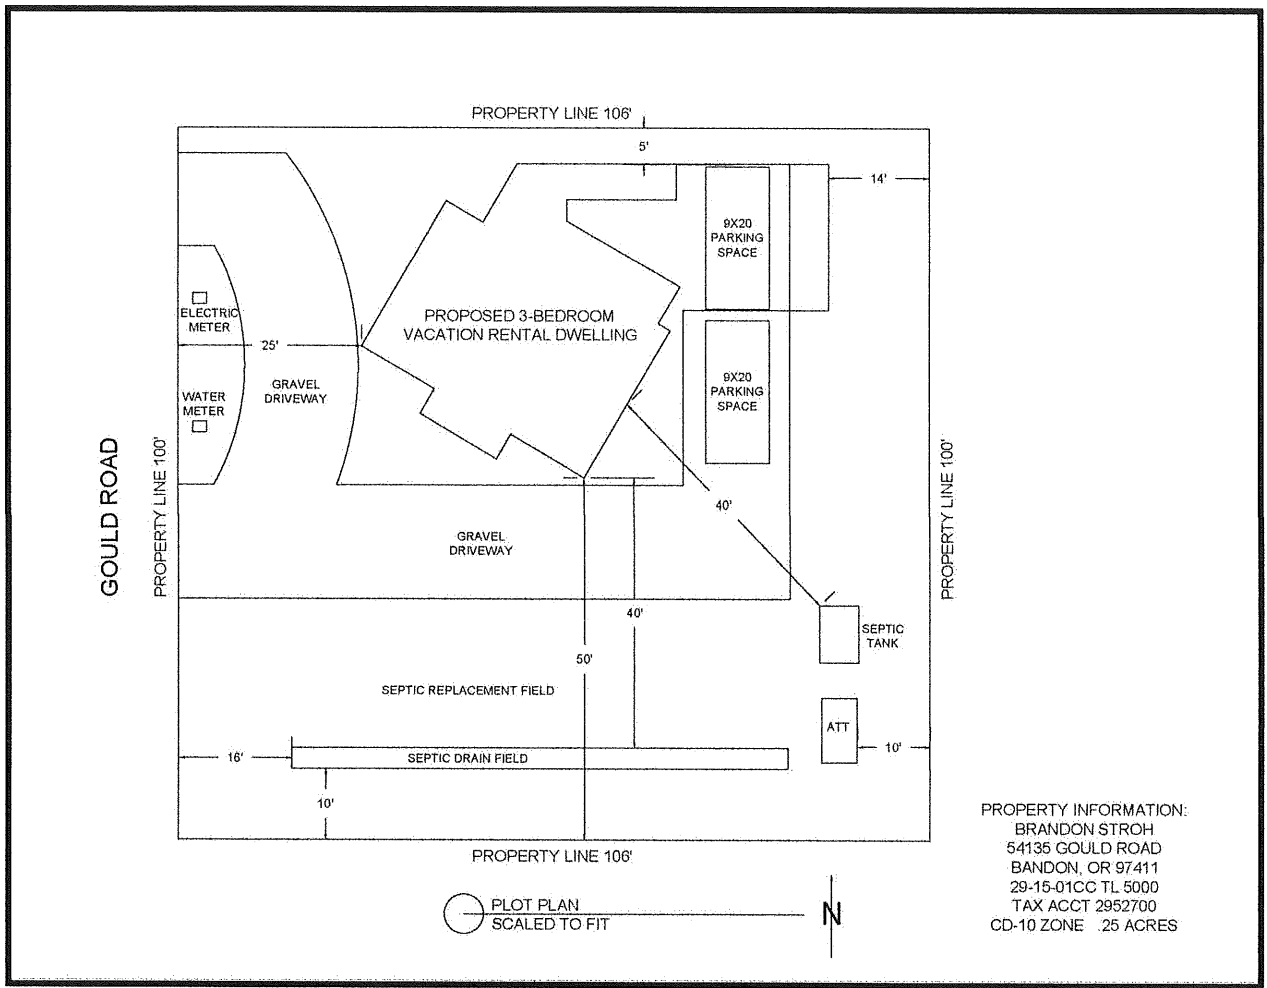 PROPERTY LINE 106'
5'
14'
9X20
PARKING
SPACE
ELECTRIC
METER
PROPOSED 3-BEDROOM
VACATION RENTAL DWELLING
25'
GRAVEL
DRIVEWAY
9X20
PARKING
SPACE
WATER
METER
GOULD ROAD
PROPERTY LINE 100'
PROPERTY LINE 100'
40'
GRAVEL
DRIVEWAY
40'
SEPTIC
TANK
50'
SEPTIC REPLACEMENT FIELD
ATT
10'
16'
SEPTIC DRAIN FIELD
10'
PROPERTY LINE 106'
PLOT PLAN
SCALED TO FIT
N
PROPERTY INFORMATION:
BRANDON STROH
54135 GOULD ROAD
BANDON, OR 97411
29-15-01CC TL 5000
TAX ACCT 2952700
CD-10 ZONE .25 ACRES